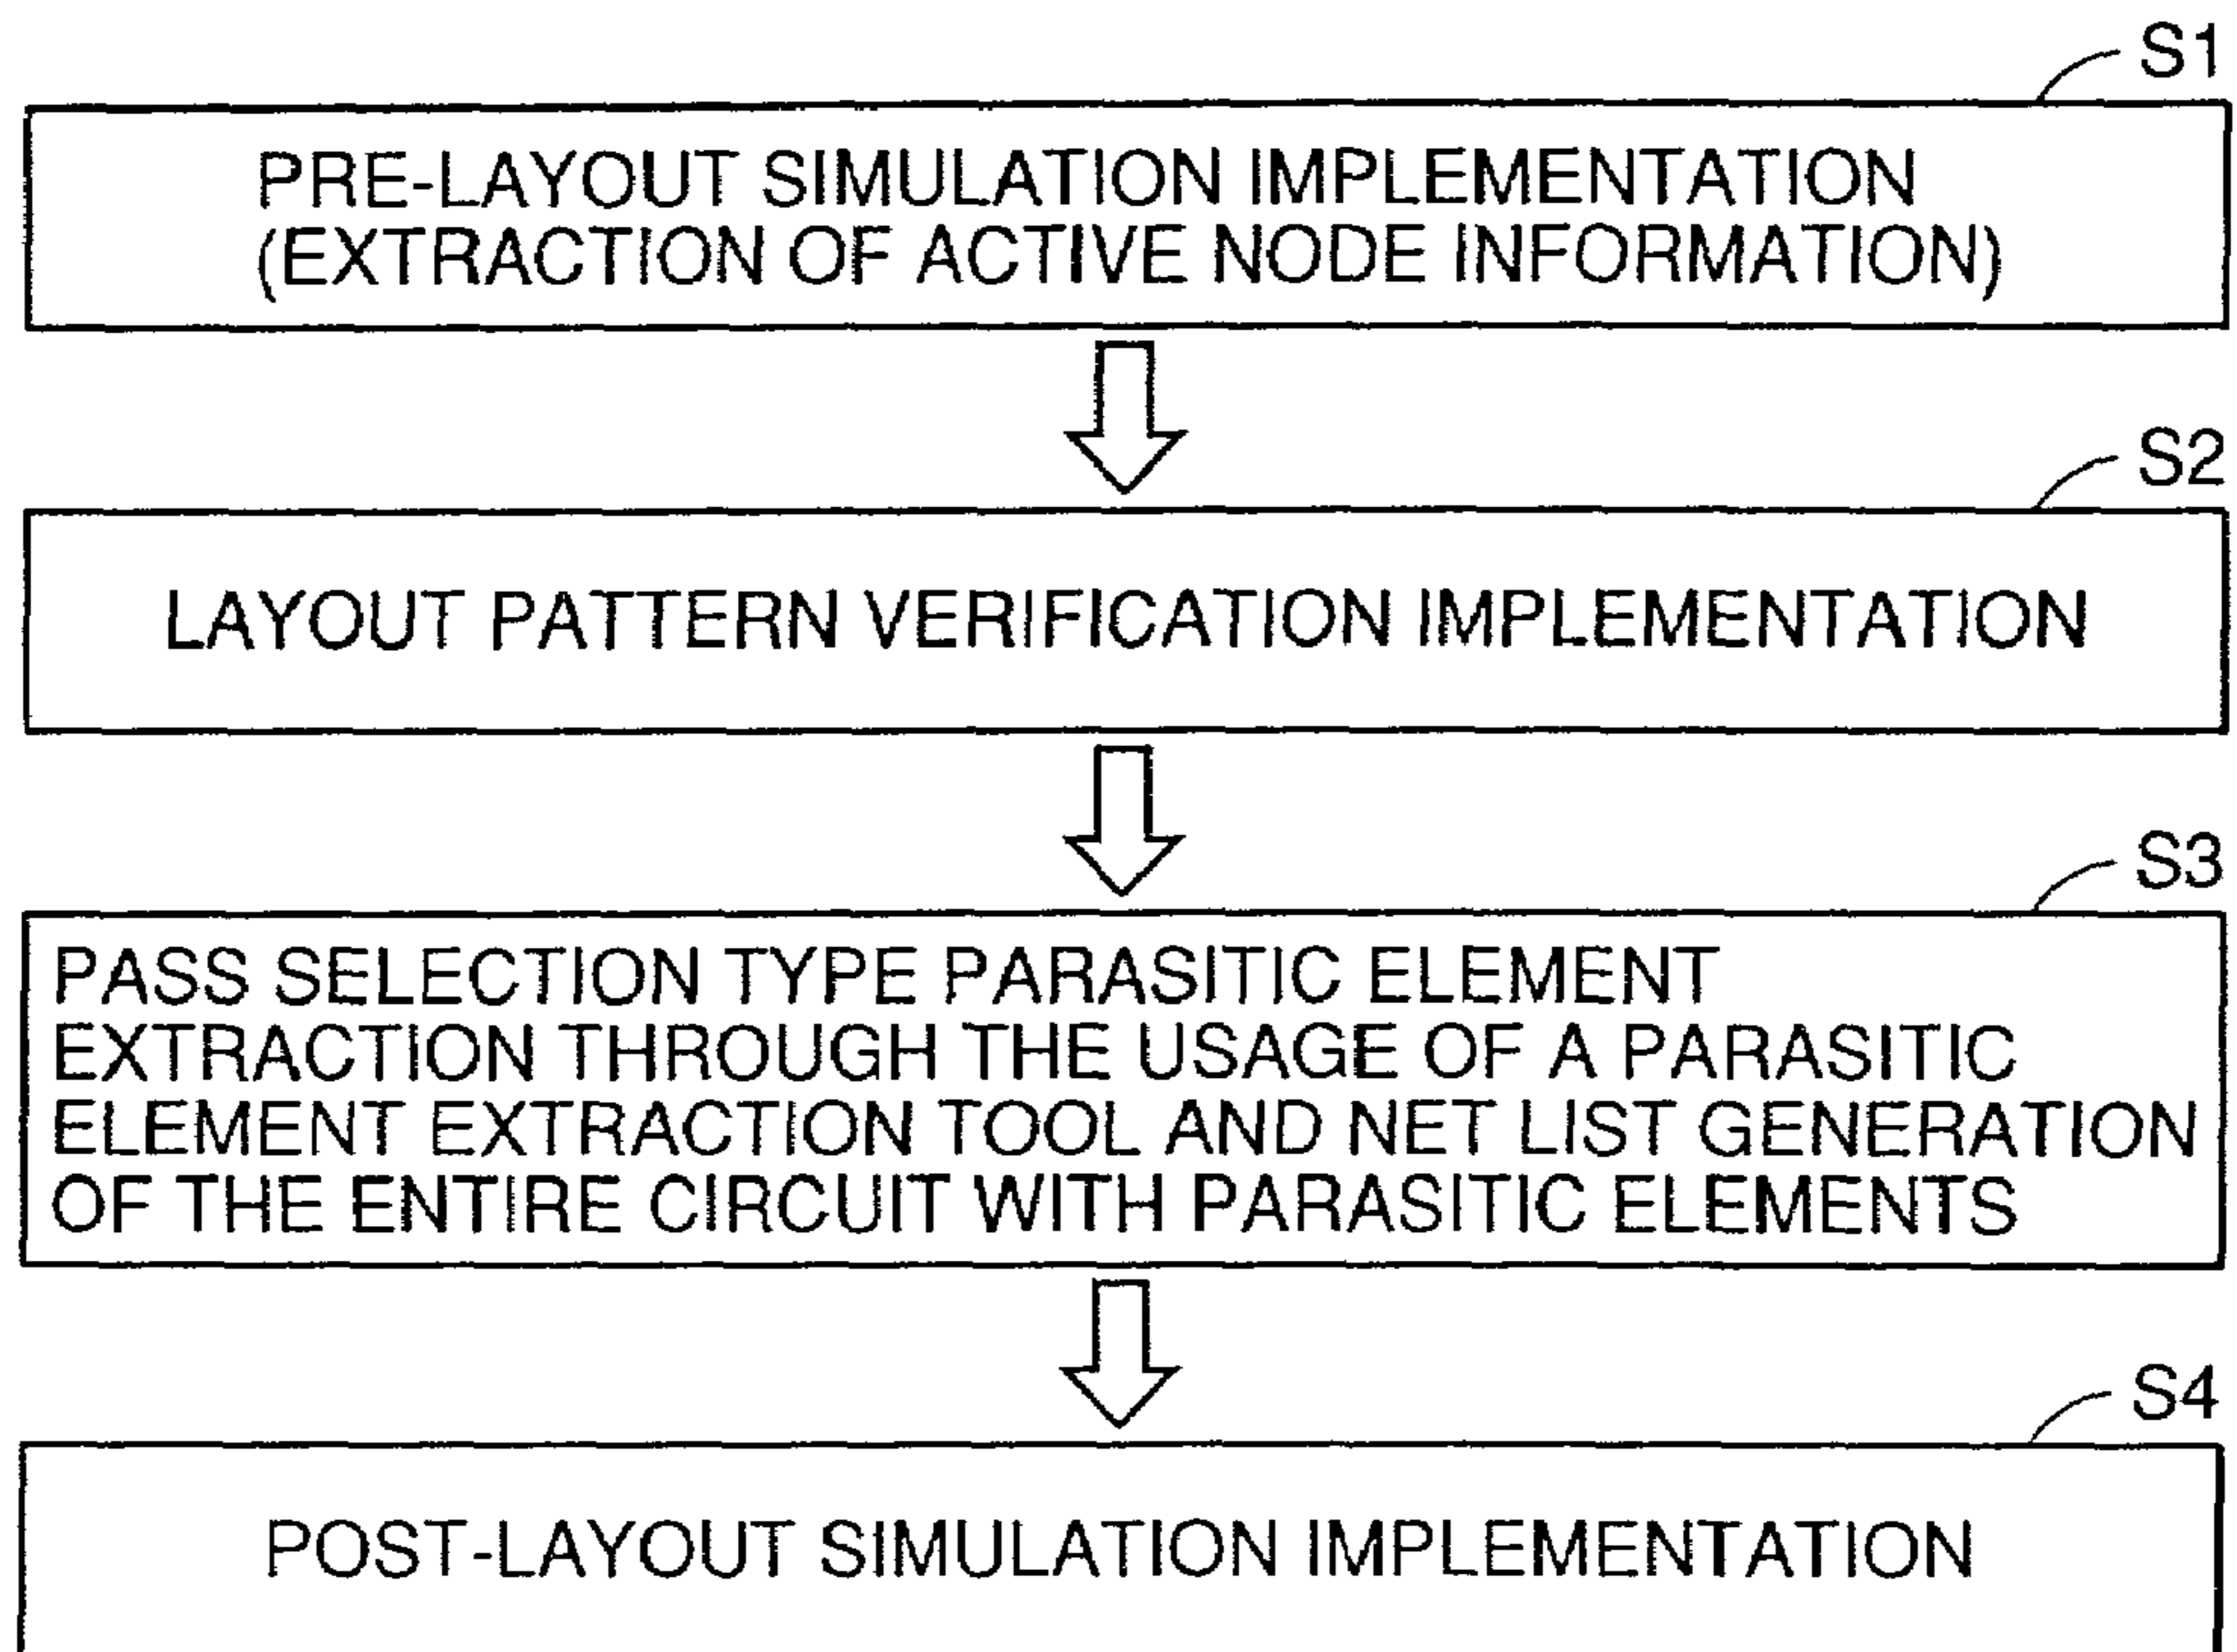 S1
PRE-LAYOUT SIMULATION IMPLEMENTATION
(EXTRACTION OF ACTIVE NODE INFORMATION)
S2
LAYOUT PATTERN VERIFICATION IMPLEMENTATION
S3
PASS SELECTION TYPE PARASITIC ELEMENT
EXTRACTION THROUGH THE USAGE OF A PARASITIC
ELEMENT EXTRACTION TOOL AND NET LIST GENERATION
OF THE ENTIRE CIRCUIT WITH PARASITIC ELEMENTS
S4
POST-LAYOUT SIMULATION IMPLEMENTATION